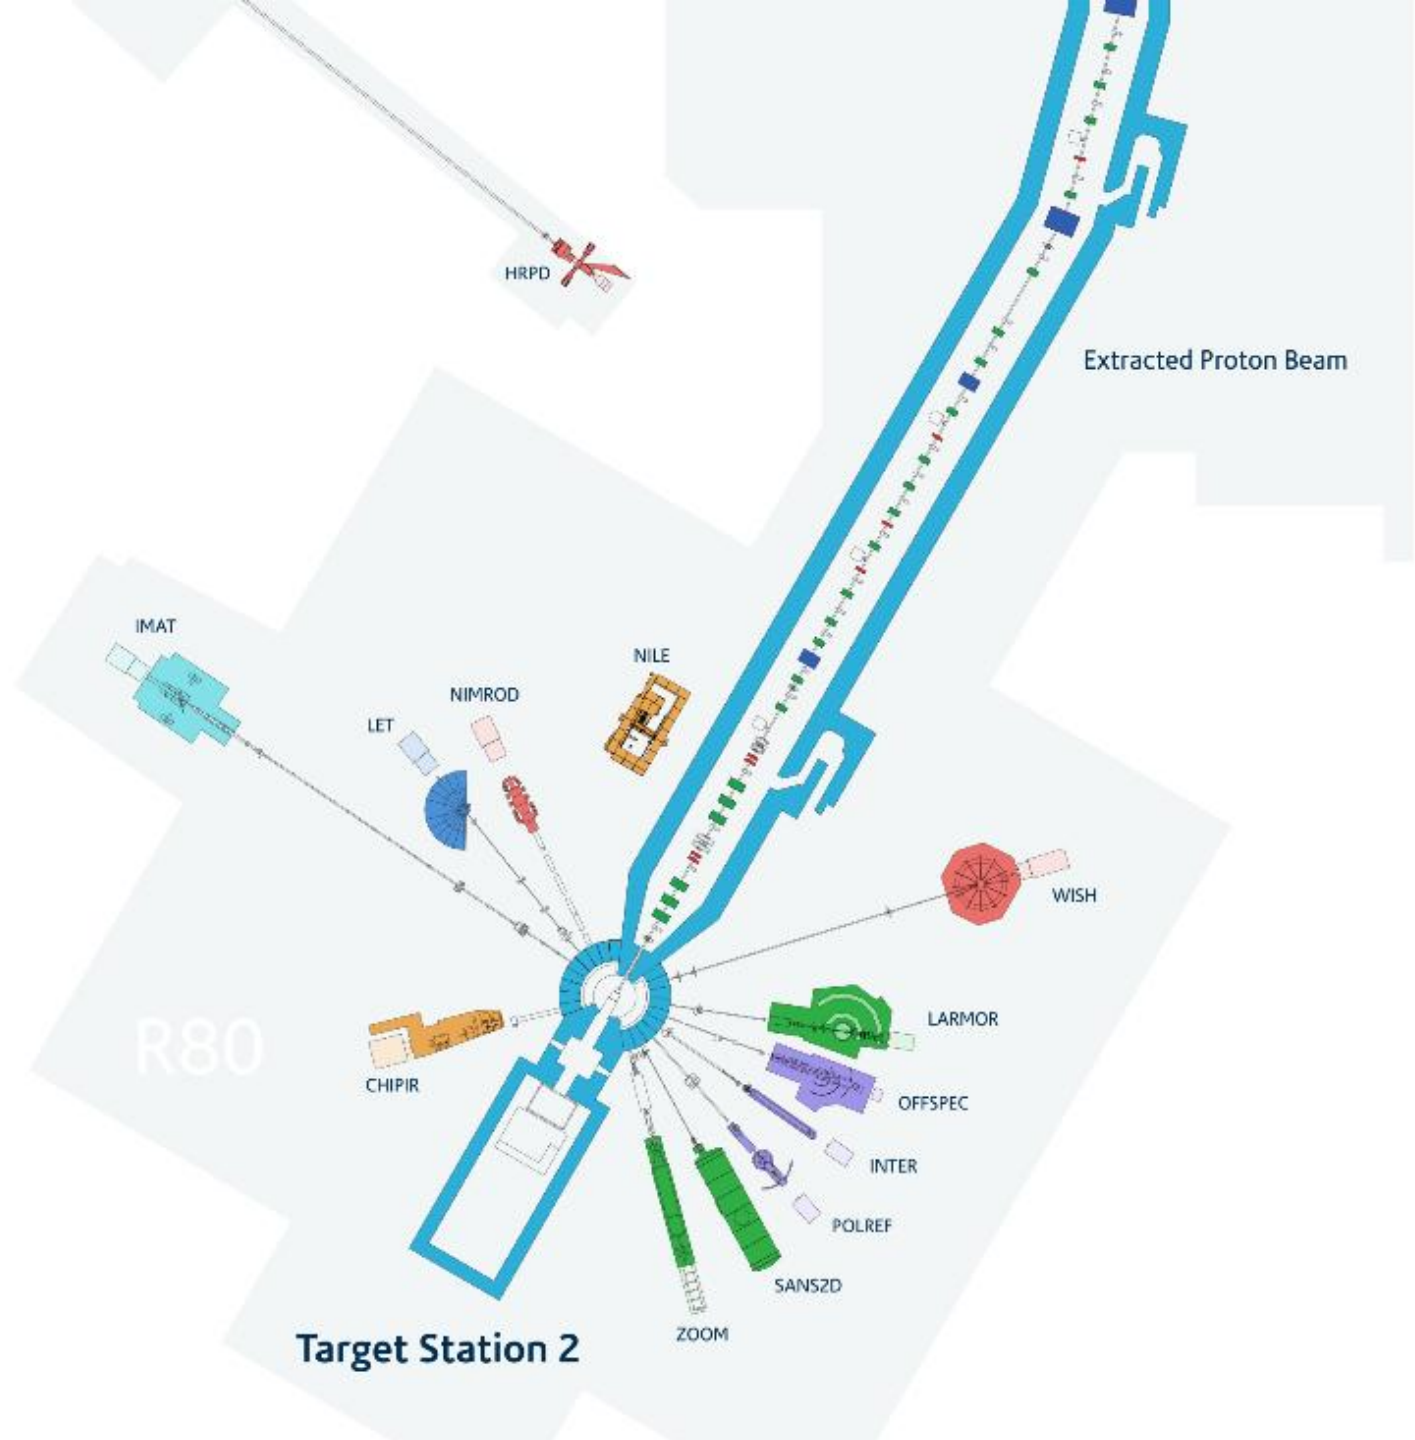 HRPD
Extracted Proton Beam
IMAT
NILE
NIMROD
LET
WISH
LARMOR
R80
CHIPIR
OFFSPEC
INTER
POLREF
SANS2D
ZOOM
Target Station 2